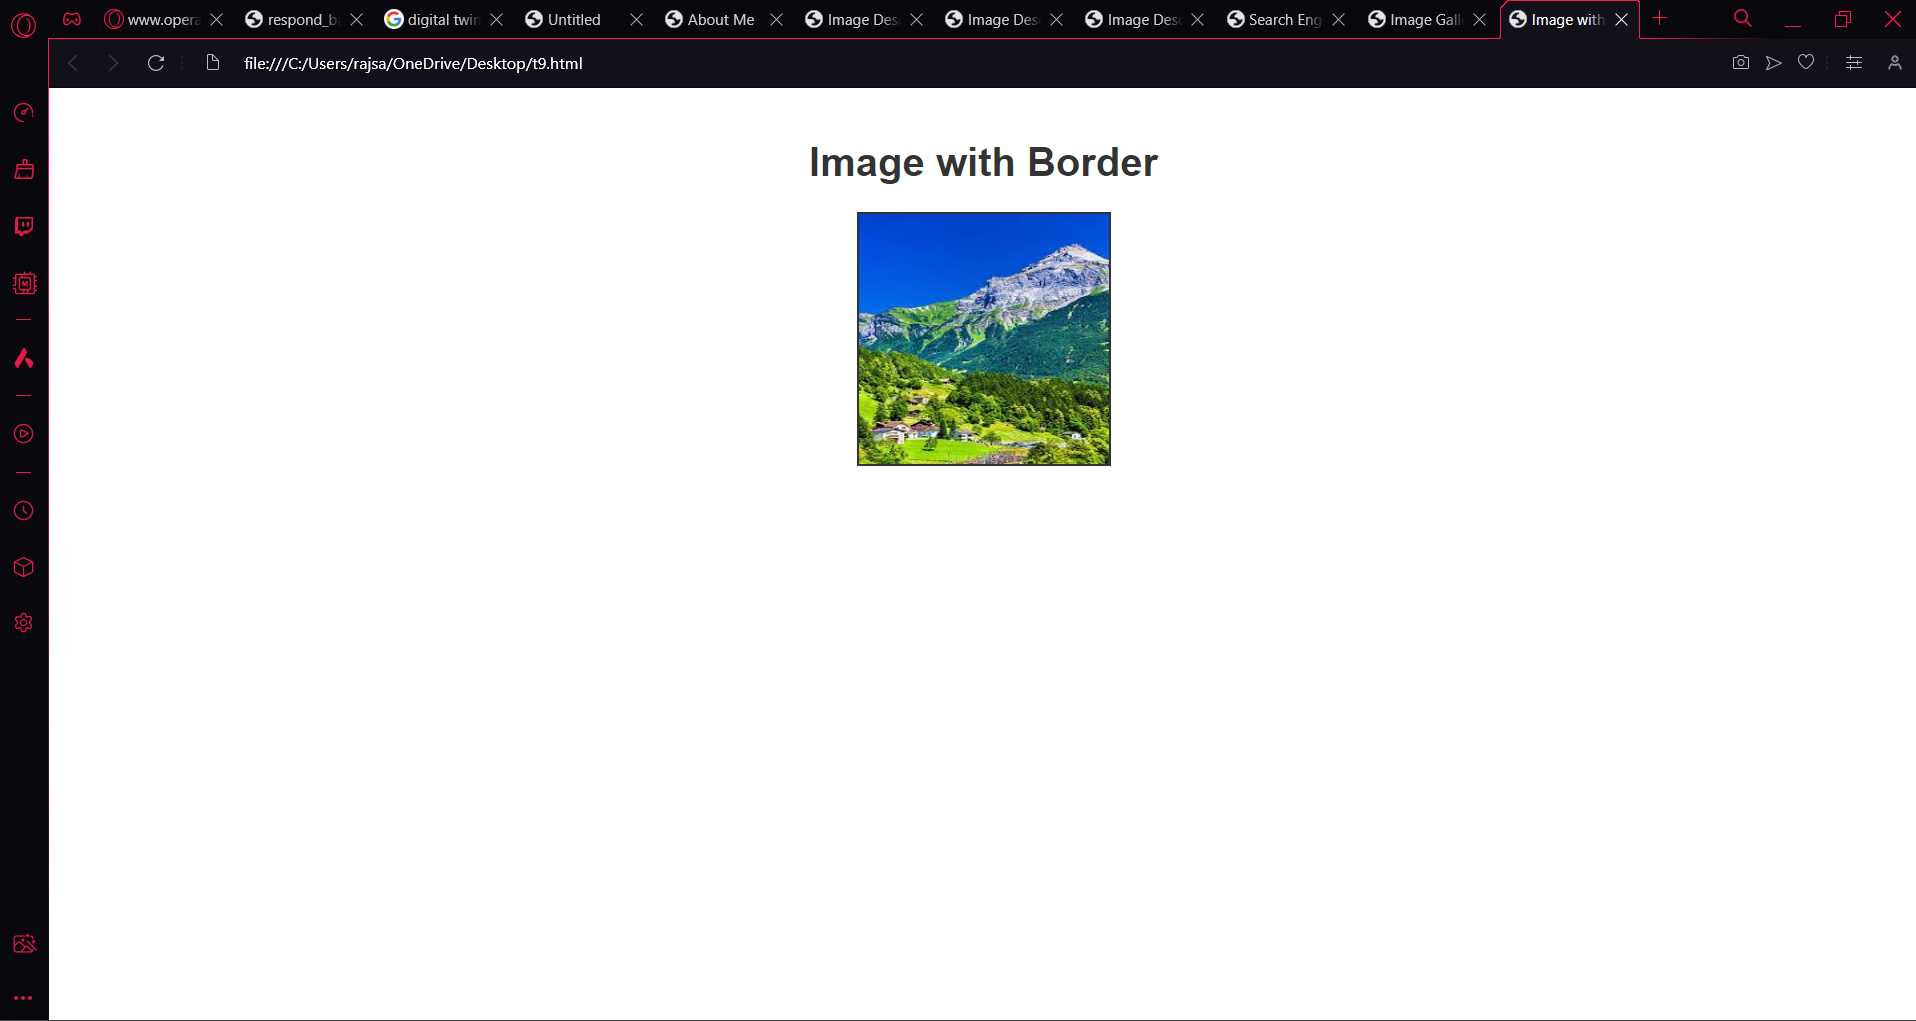 www.opera
respond_b
digital twin
Untitled
About Me
Image Des
Image Des
Image Des
Search Eng
Image Gall
Image with
file:///C:/Users/rajsa/OneDrive/Desktop/t9.html
Image with Border